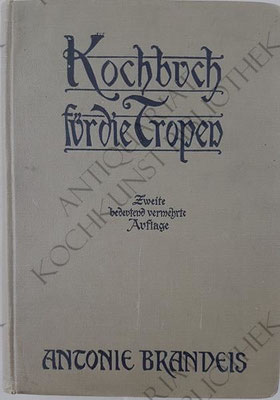 Kochbuch
für die Tropen
Zweite
bedeutend vermehrte
Auflage
ANTONIE BRANDEIS